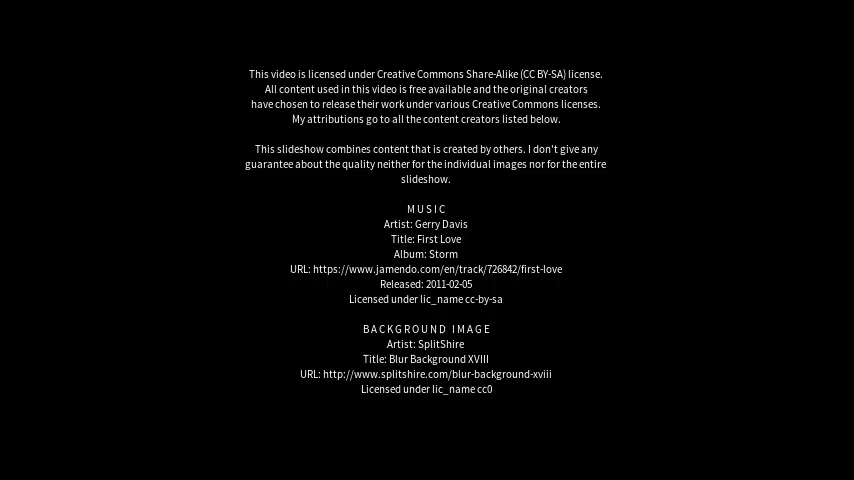 This video is licensed under Creative Commons Share-Alike (CC BY-SA) license.
All content used in this video is free available and the original creators
have chosen to release their work under various Creative Commons licenses.
My attributions go to all the content creators listed below.
This slideshow combines content that is created by others. I don't give any
guarantee about the quality neither for the individual images nor for the entire
slideshow.
MUSIC
Artist: Gerry Davis
Title: First Love
Album: Storm
URL: https://www.jamendo.com/en/track/726842/first-love
Released: 2011-02-05
Licensed under lic_name cc-by-sa
BACKGROUND IMAGE
Artist: SplitShire
Title: Blur Background XVIII
URL: http://www.splitshire.com/blur-background-xviii
Licensed under lic_name cc0